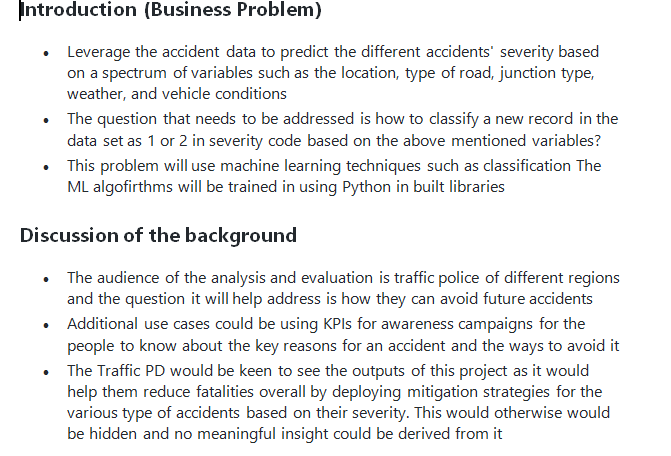 Introduction (Business Problem)
• Leverage the accident data to predict the different accidents' severity based
on a spectrum of variables such as the location, type of road, junction type,
weather, and vehicle conditions
• The question that needs to be addressed is how to classify a new record in the
data set as 1 or 2 in severity code based on the above mentioned variables?
• This problem will use machine learning techniques such as classification The
ML algofirthms will be trained in using Python in built libraries
Discussion of the background
• The audience of the analysis and evaluation is traffic police of different regions
and the question it will help address is how they can avoid future accidents
• Additional use cases could be using KPIs for awareness campaigns for the
people to know about the key reasons for an accident and the ways to avoid it
• The Traffic PD would be keen to see the outputs of this project as it would
help them reduce fatalities overall by deploying mitigation strategies for the
various type of accidents based on their severity. This would otherwise would
be hidden and no meaningful insight could be derived from it